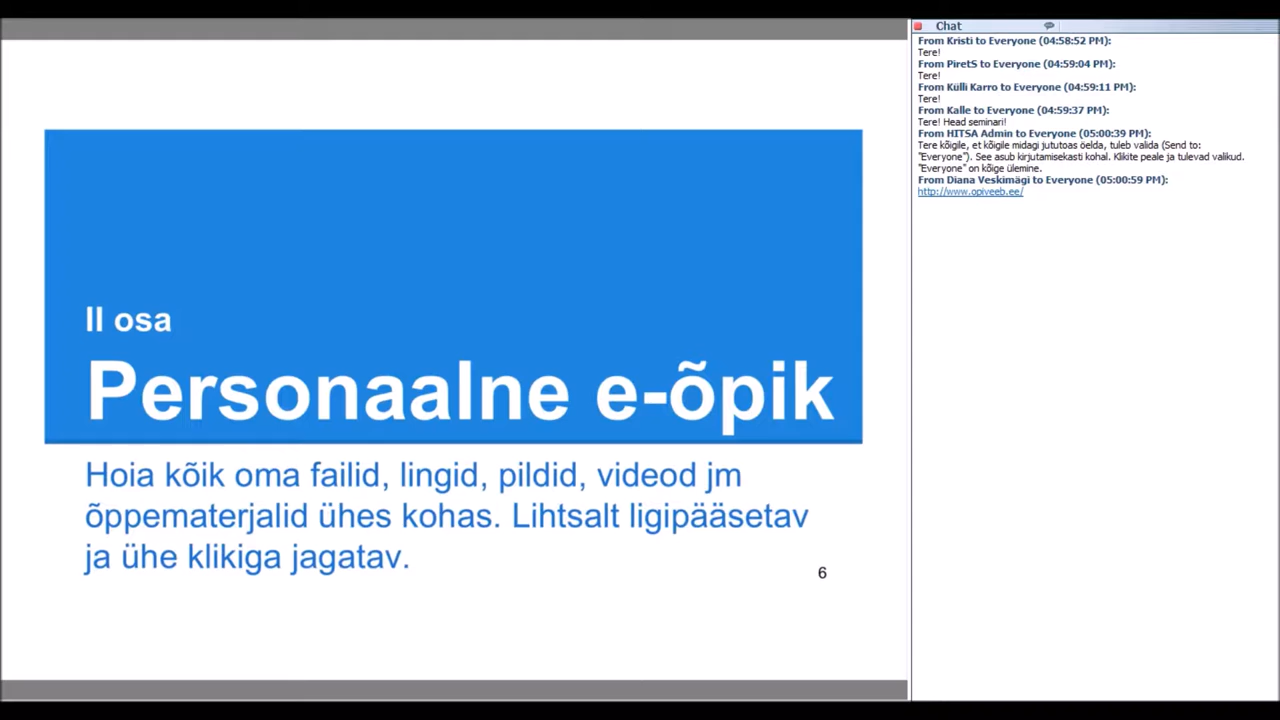 II osa
Personaalne e-õpik
Hoia kõik oma failid, lingid, pildid, videod jm
õppematerjalid ühes kohas. Lihtsalt ligipääsetav
ja ühe klikiga jagatav.
6
Chat
From Kristi to Everyone (04:58:52 PM):
Tere!
From PiretS to Everyone (04:59:04 PM):
Tere!
From Külli Karro to Everyone (04:59:11 PM):
Tere!
From Kalle to Everyone (04:59:37 PM):
Tere! Head seminari!
From HITSA Admin to Everyone (05:00:39 PM):
Tere kõigile, et kõigile midagi jututoas öelda, tuleb valida (Send to:
"Everyone"). See asub kirjutamisekasti kohal. Klikite peale ja tulevad valikud.
"Everyone" on kõige ülemine.
From Diana Veskimägi to Everyone (05:00:59 PM):
http://www.opiveeb.ee/